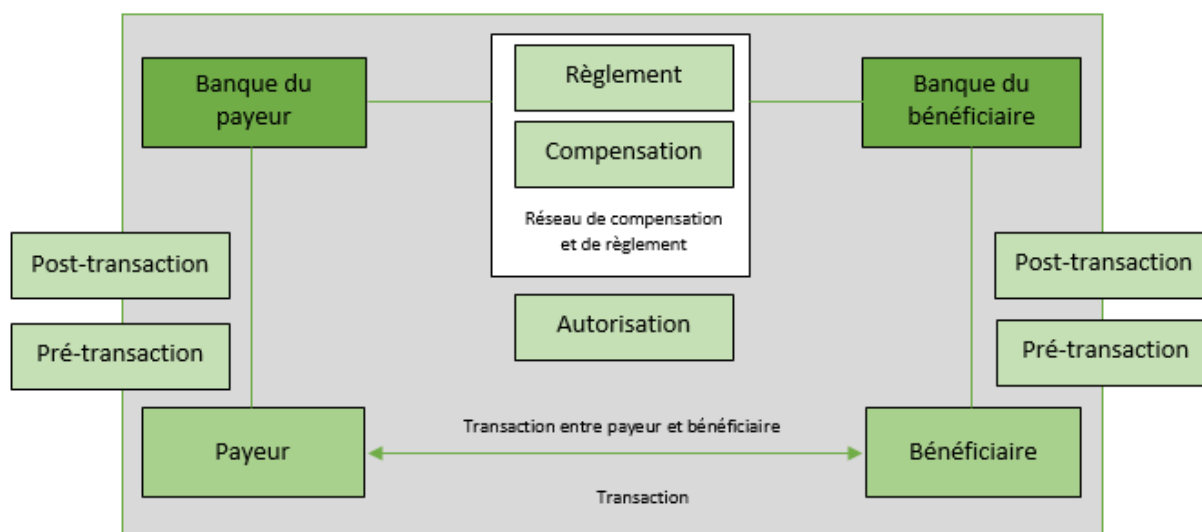 Banque du
payeur
Règlement
Compensation
Réseau de compensation
et de règlement
Banque du
bénéficiaire
Post-transaction
Pré-transaction
Autorisation
Post-transaction
Pré-transaction
Payeur
Transaction entre payeur et bénéficiaire
Transaction
Bénéficiaire